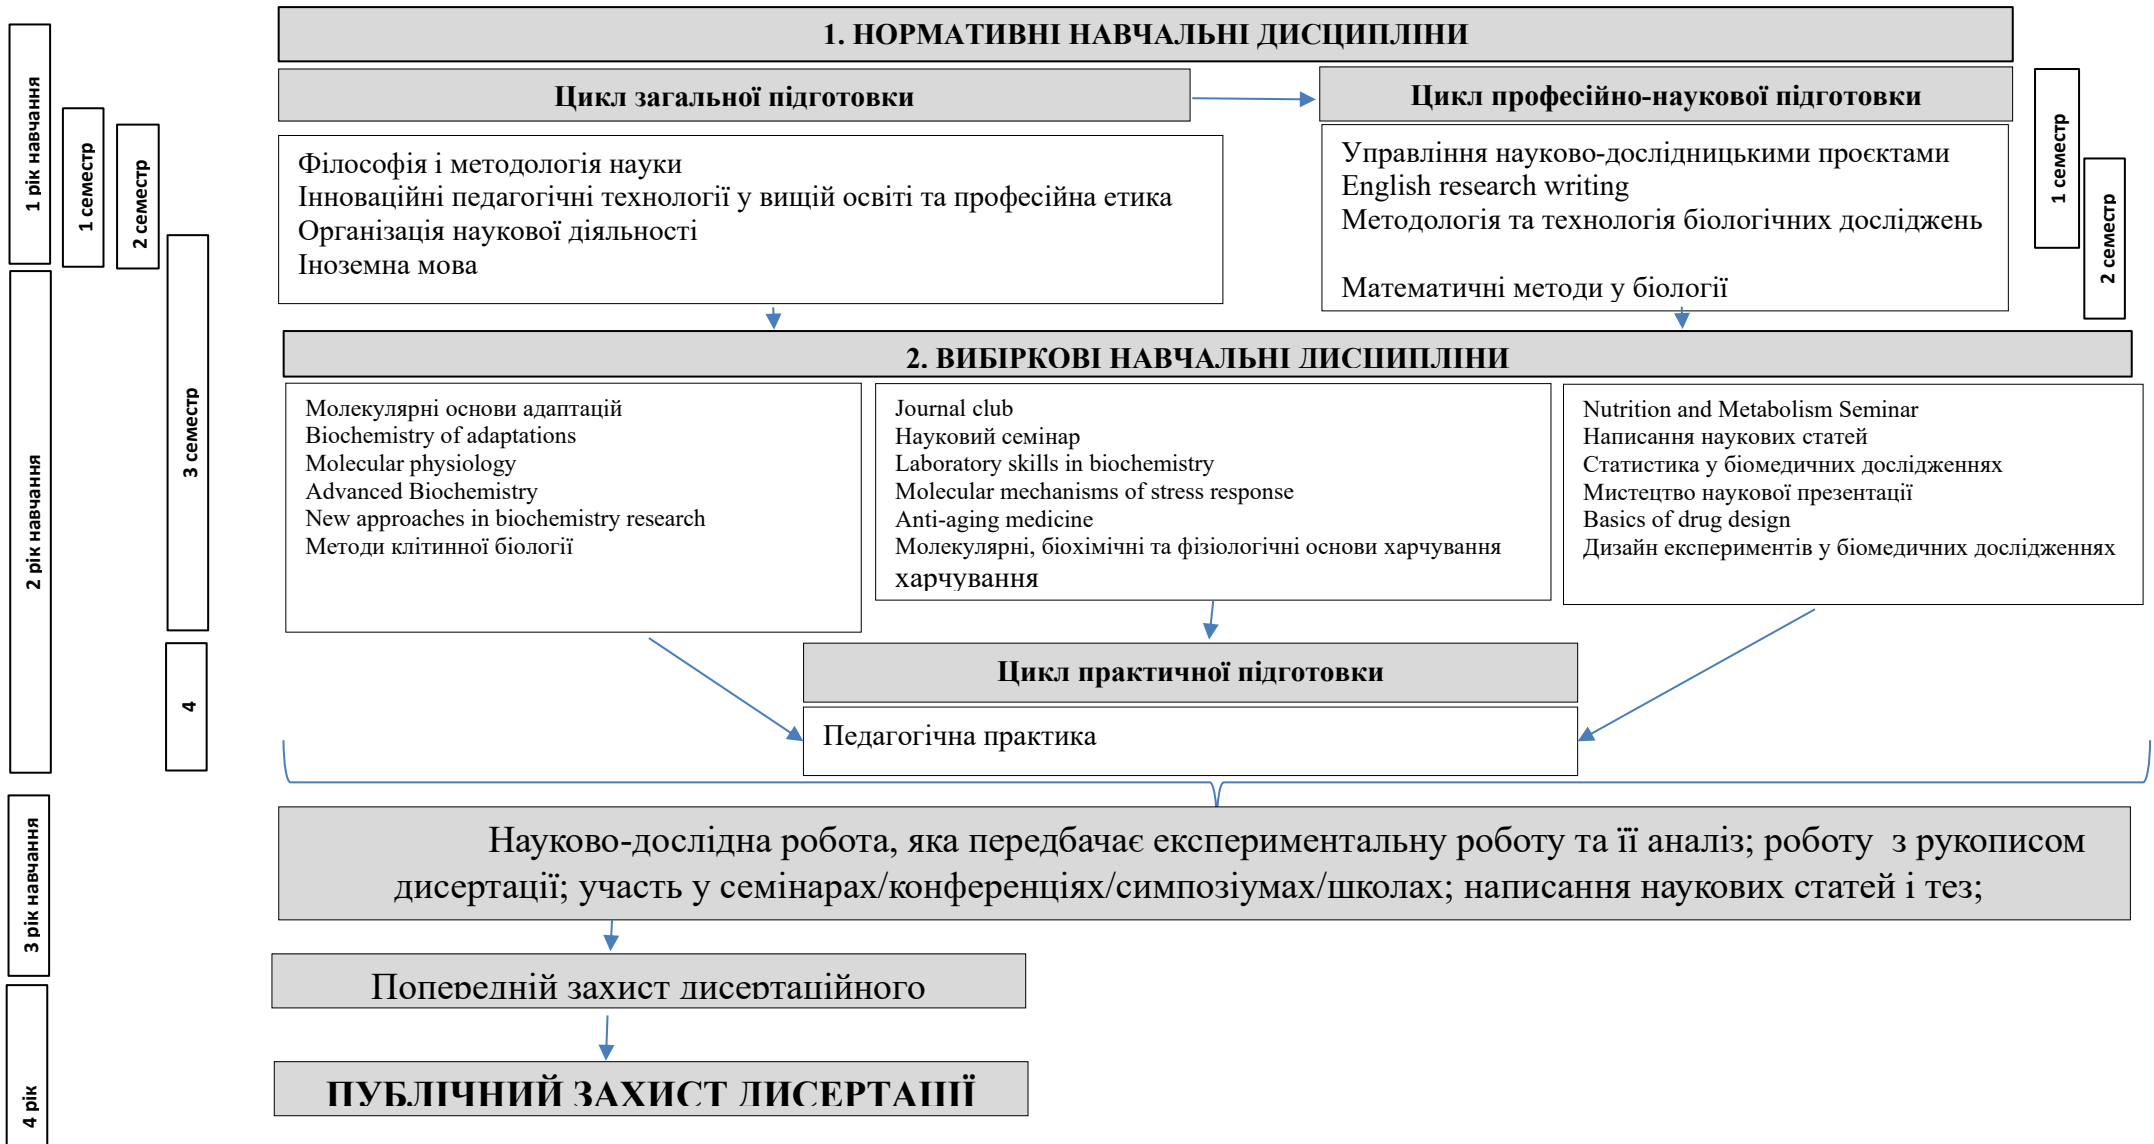 1. НОРМАТИВНІ НАВЧАЛЬНІ ДИСЦИПЛІНИ
Цикл загальної підготовки
Цикл професійно-наукової підготовки
1 рік навчання
1 семестр
2 семестр
Філософія і методологія науки
Інноваційні педагогічні технології у вищій освіті та професійна етика
Організація наукової діяльності
Іноземна мова
Управління науково-дослідницькими проєктами
English research writing
Методологія та технологія біологічних досліджень
Математичні методи у біології
1 семестр
2 семестр
2. ВИБІРКОВІ НАВЧАЛЬНІ ДИСЦИПЛІНИ
2 рік навчання
3 семестр
Молекулярні основи адаптацій
Biochemistry of adaptations
Molecular physiology
Advanced Biochemistry
New approaches in biochemistry research
Методи клітинної біології
Journal club
Науковий семінар
Laboratory skills in biochemistry
Molecular mechanisms of stress response
Anti-aging medicine
Молекулярні, біохімічні та фізіологічні основи харчування
харчування
Nutrition and Metabolism Seminar
Написання наукових статей
Статистика у біомедичних дослідженнях
Мистецтво наукової презентації
Basics of drug design
Дизайн експериментів у біомедичних дослідженнях
4
Цикл практичної підготовки
Педагогічна практика
3 рік навчання
Науково-дослідна робота, яка передбачає експериментальну роботу та її аналіз; роботу з рукописом
дисертації; участь у семінарах/конференціях/симпозіумах/школах; написання наукових статей і тез;
Попередній захист дисертаційного
4 рік
ПУБЛІЧНИЙ ЗАХИСТ ДИСЕРТАЦІЇ